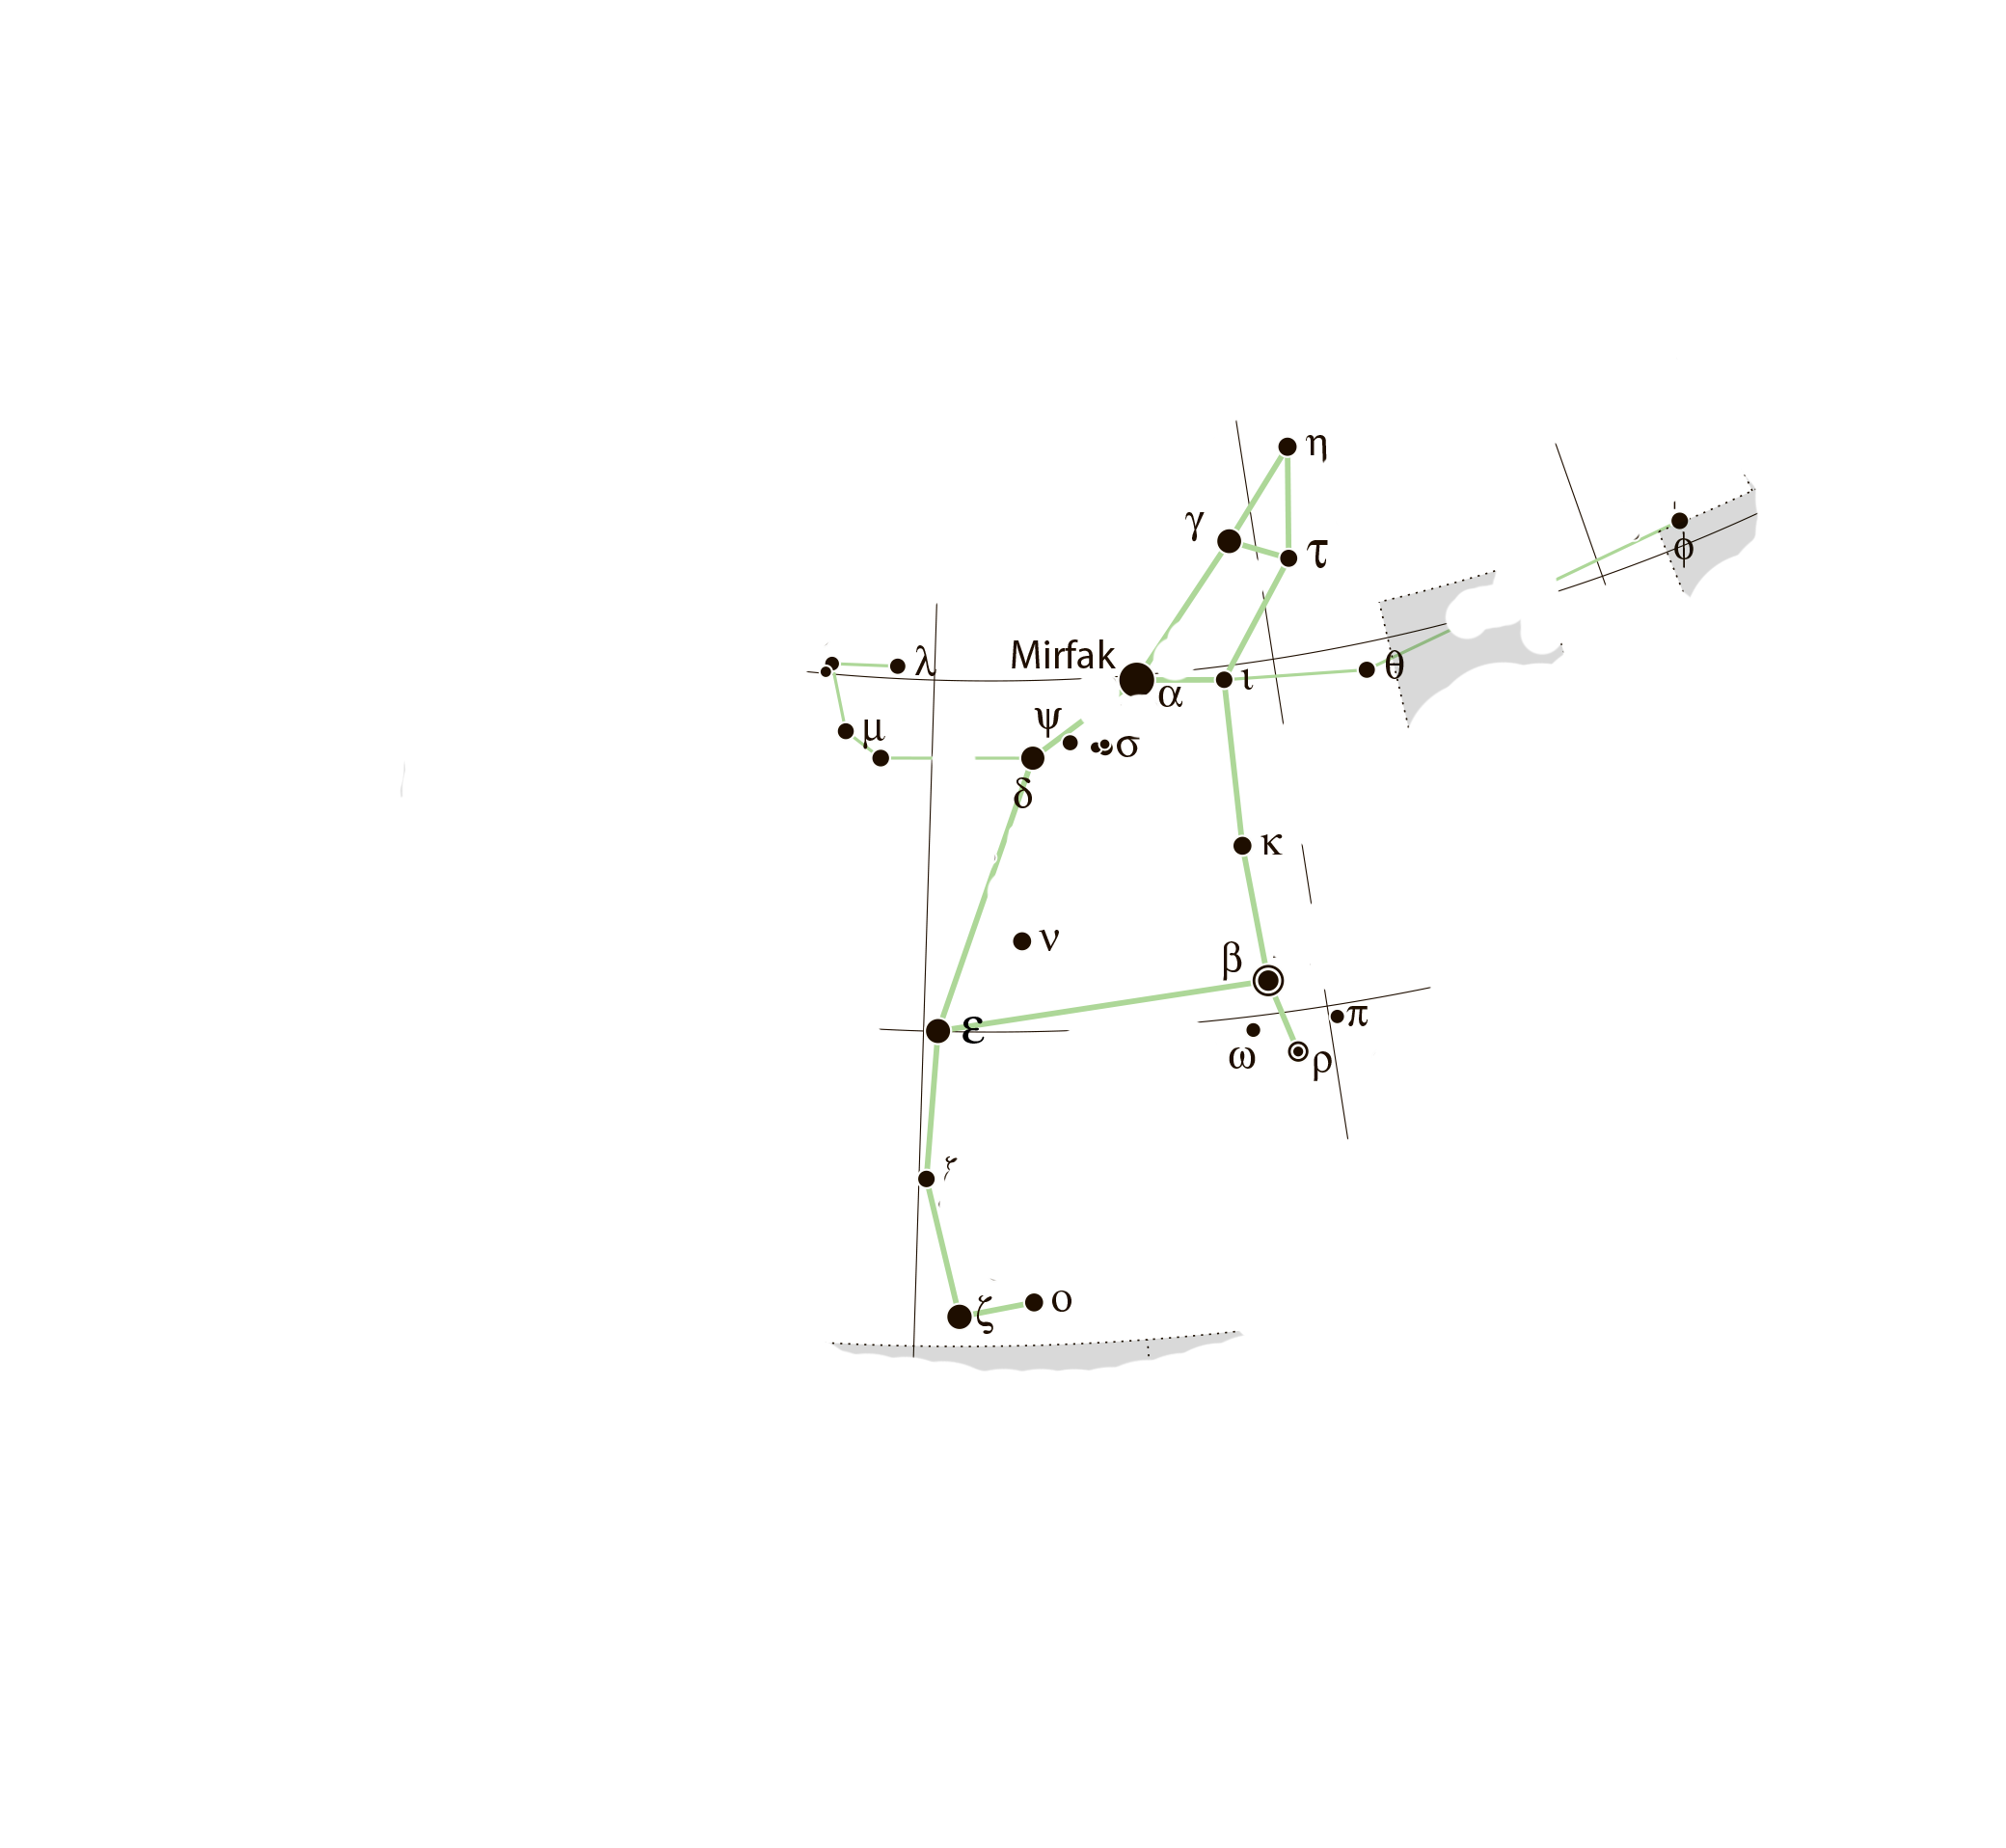 η
γ
τ
φ
Mirfak
λ
θ
α
ι
ψ
μ
σ
δ
κ
ν
β
π
ε
ω
ρ
ο
ζ